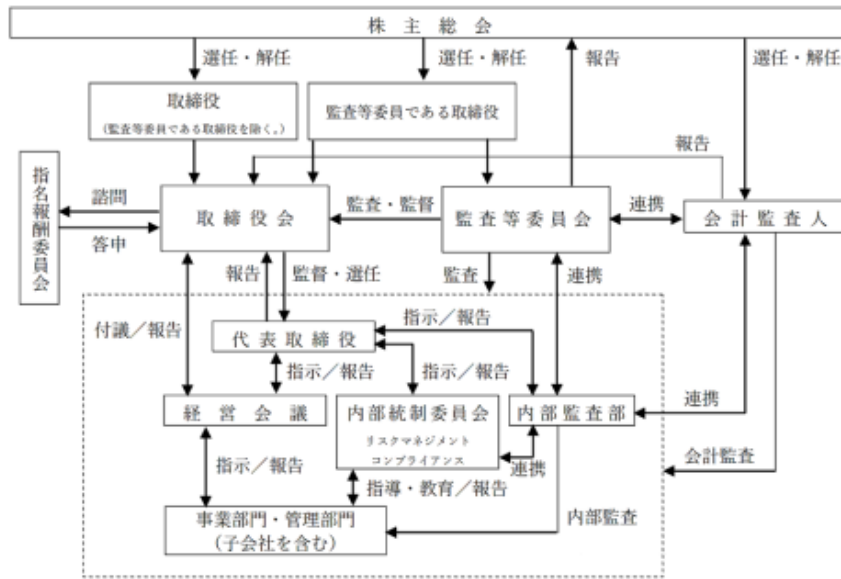 株主総会
選任・解任
選任・解任
報告
選任・解任
取締役
(監査等委員である取締役を除く。)
監査等委員である取締役
報告
指名報酬委員会
諮問
答申
取締役会
監査・監督
監査等委員会
連携
会計監査人
報告
監督・選任
監査
連携
付議／報告
代表取締役
指示／報告
指示／報告
指示／報告
経営会議
内部統制委員会
リスクマネジメント
コンプライアンス
内部監査部
連携
連携
会計監査
指示／報告
指導・教育／報告
事業部門・管理部門
(子会社を含む)
内部監査